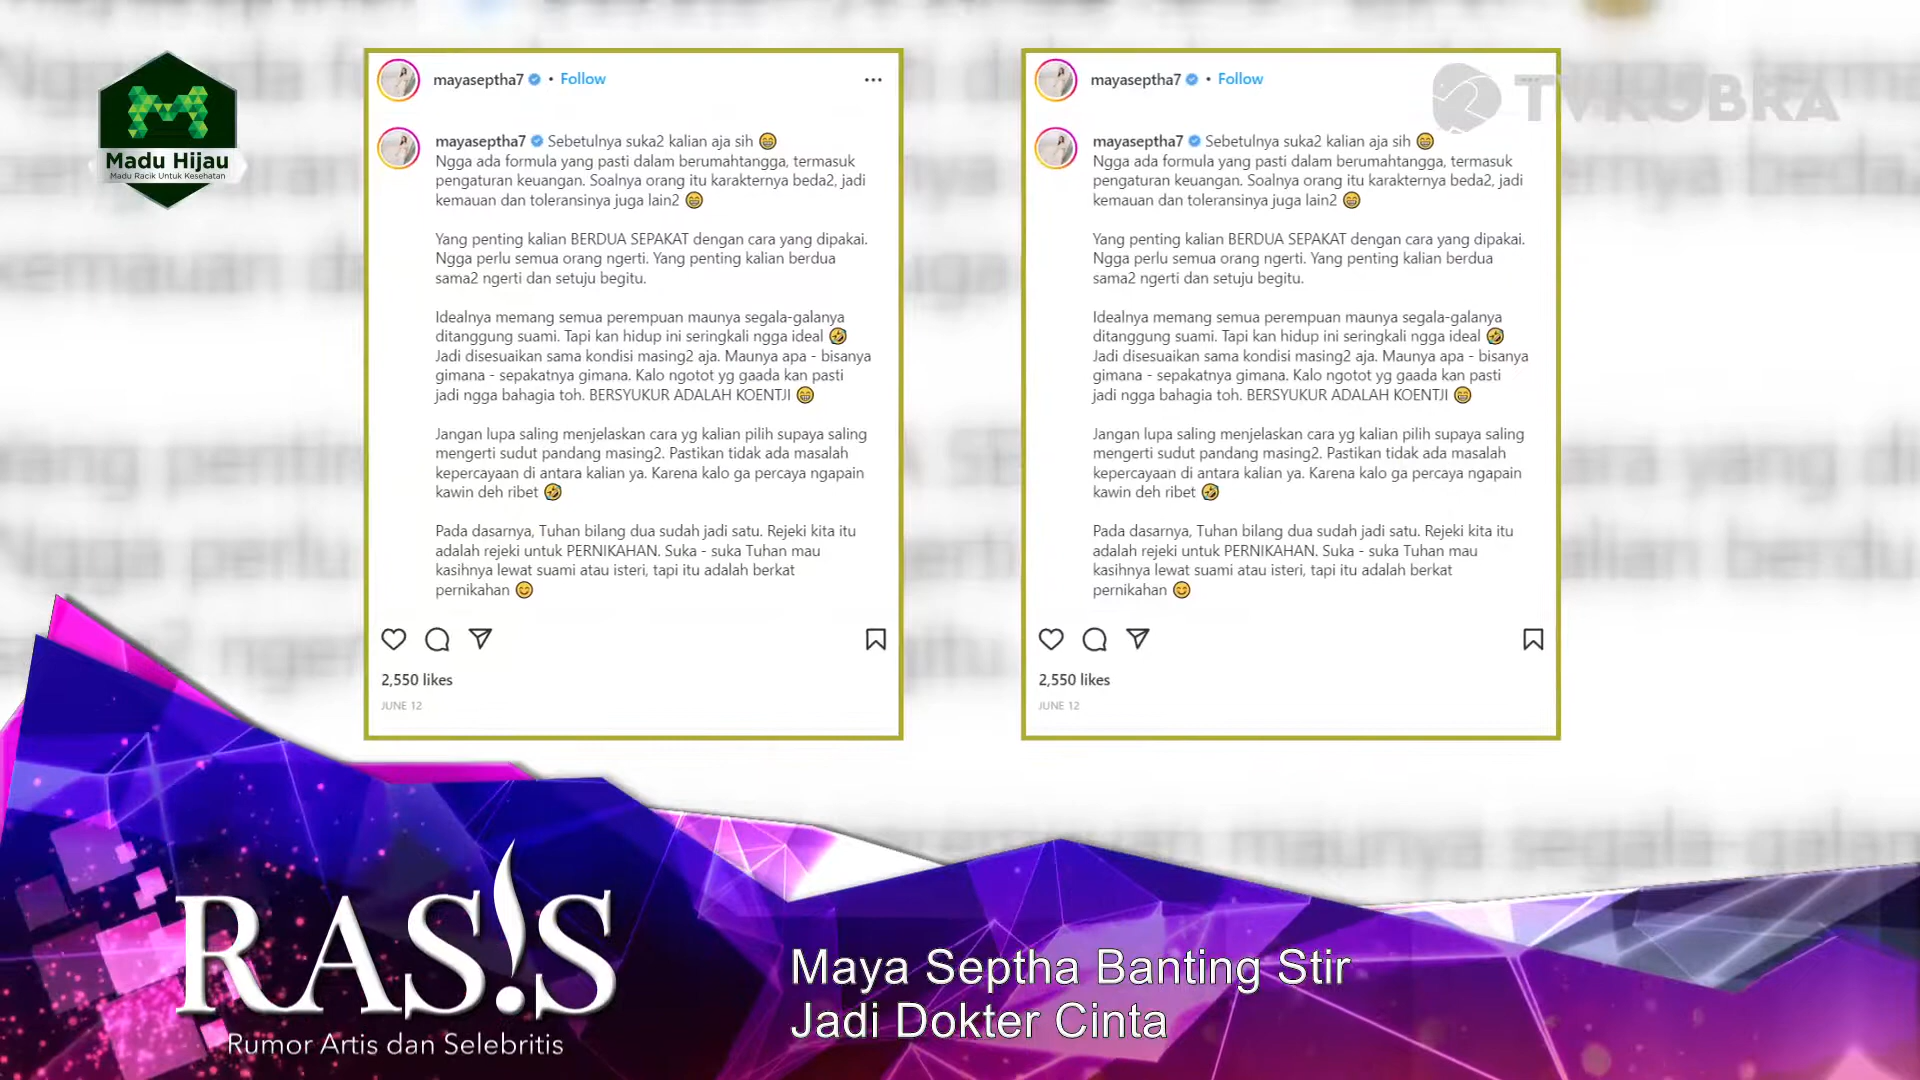 Madu Hijau
Madu Racik Untuk Kesehatan
mayaseptha7 • Follow
mayaseptha7 Sebetulnya suka2 kalian aja sih 😁
Ngga ada formula yang pasti dalam berumahtangga, termasuk
pengaturan keuangan. Soalnya orang itu karakternya beda2, jadi
kemauan dan toleransinya juga lain2 😁
Yang penting kalian BERDUA SEPAKAT dengan cara yang dipakai.
Ngga perlu semua orang ngerti. Yang penting kalian berdua
sama2 ngerti dan setuju begitu.
Idealnya memang semua perempuan maunya segala-galanya
ditanggung suami. Tapi kan hidup ini seringkali ngga ideal 🤣
Jadi disesuaikan sama kondisi masing2 aja. Maunya apa - bisanya
gimana - sepakatnya gimana. Kalo ngotot yg gaada kan pasti
jadi ngga bahagia toh. BERSYUKUR ADALAH KOENTJI 😁
Jangan lupa saling menjelaskan cara yg kalian pilih supaya saling
mengerti sudut pandang masing2. Pastikan tidak ada masalah
kepercayaan di antara kalian ya. Karena kalo ga percaya ngapain
kawin deh ribet 🤣
Pada dasarnya, Tuhan bilang dua sudah jadi satu. Rejeki kita itu
adalah rejeki untuk PERNIKAHAN. Suka - suka Tuhan mau
kasihnya lewat suami atau isteri, tapi itu adalah berkat
pernikahan 😊
2,550 likes
JUNE 12
mayaseptha7 • Follow
mayaseptha7 Sebetulnya suka2 kalian aja sih 😁
Ngga ada formula yang pasti dalam berumahtangga, termasuk
pengaturan keuangan. Soalnya orang itu karakternya beda2, jadi
kemauan dan toleransinya juga lain2 😁
Yang penting kalian BERDUA SEPAKAT dengan cara yang dipakai.
Ngga perlu semua orang ngerti. Yang penting kalian berdua
sama2 ngerti dan setuju begitu.
Idealnya memang semua perempuan maunya segala-galanya
ditanggung suami. Tapi kan hidup ini seringkali ngga ideal 🤣
Jadi disesuaikan sama kondisi masing2 aja. Maunya apa - bisanya
gimana - sepakatnya gimana. Kalo ngotot yg gaada kan pasti
jadi ngga bahagia toh. BERSYUKUR ADALAH KOENTJI 😁
Jangan lupa saling menjelaskan cara yg kalian pilih supaya saling
mengerti sudut pandang masing2. Pastikan tidak ada masalah
kepercayaan di antara kalian ya. Karena kalo ga percaya ngapain
kawin deh ribet 🤣
Pada dasarnya, Tuhan bilang dua sudah jadi satu. Rejeki kita itu
adalah rejeki untuk PERNIKAHAN. Suka - suka Tuhan mau
kasihnya lewat suami atau isteri, tapi itu adalah berkat
pernikahan 😊
2,550 likes
JUNE 12
TVKOBRA
RASIS
Rumor Artis dan Selebritis
Maya Septha Banting Stir
Jadi Dokter Cinta